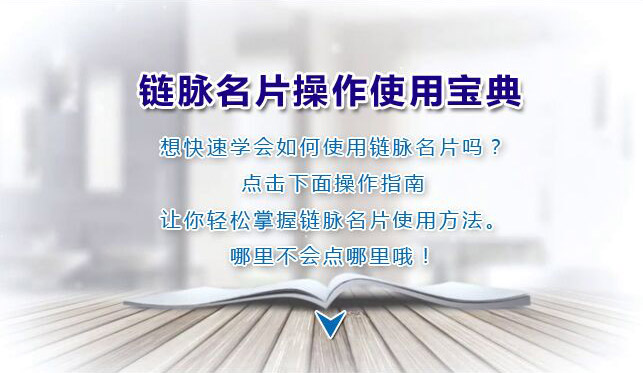 链脉名片操作使用宝典
想快速学会如何使用链脉名片吗？
点击下面操作指南
让你轻松掌握链脉名片使用方法。
哪里不会点哪里哦！